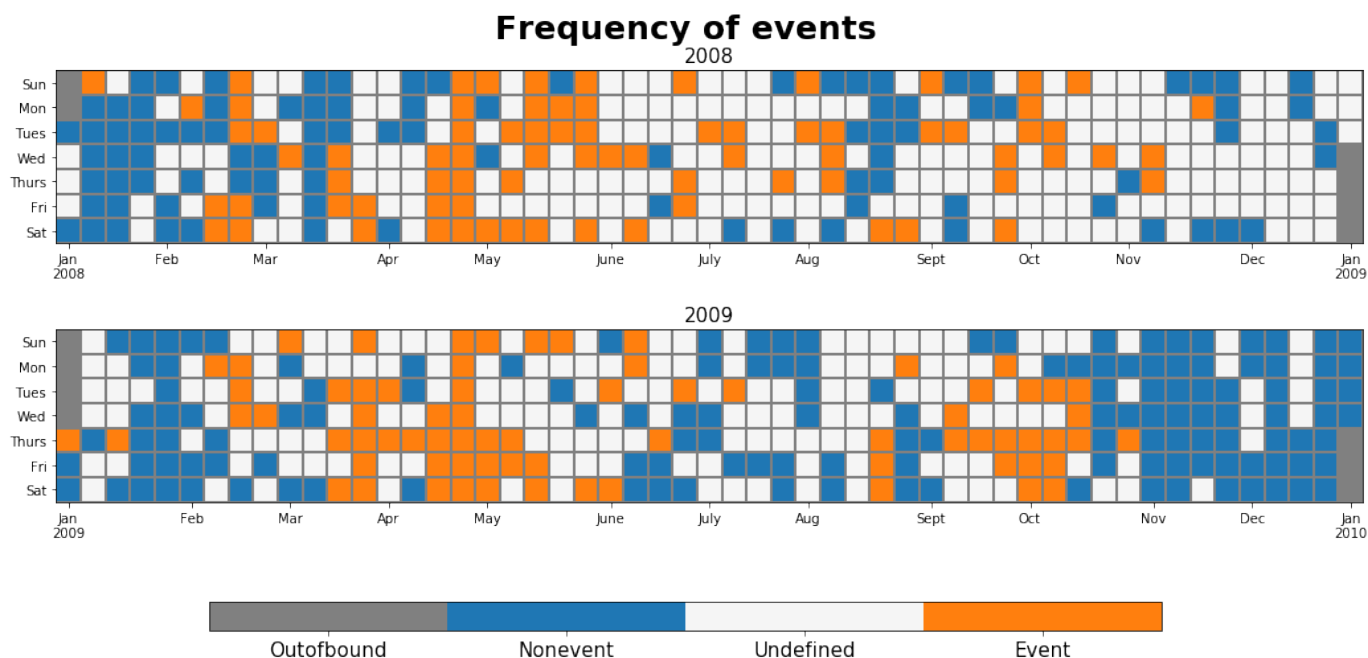 Frequency of events
2008
Sun
Mon
Tues
Wed
Thurs
Fri
Sat
Jan Feb Mar Apr May June July Aug Sept Oct Nov Dec Jan
2008 2009
2009
Sun
Mon
Tues
Wed
Thurs
Fri
Sat
Jan Feb Mar Apr May June July Aug Sept Oct Nov Dec Jan
2009 2010
Outofbound Nonevent Undefined Event